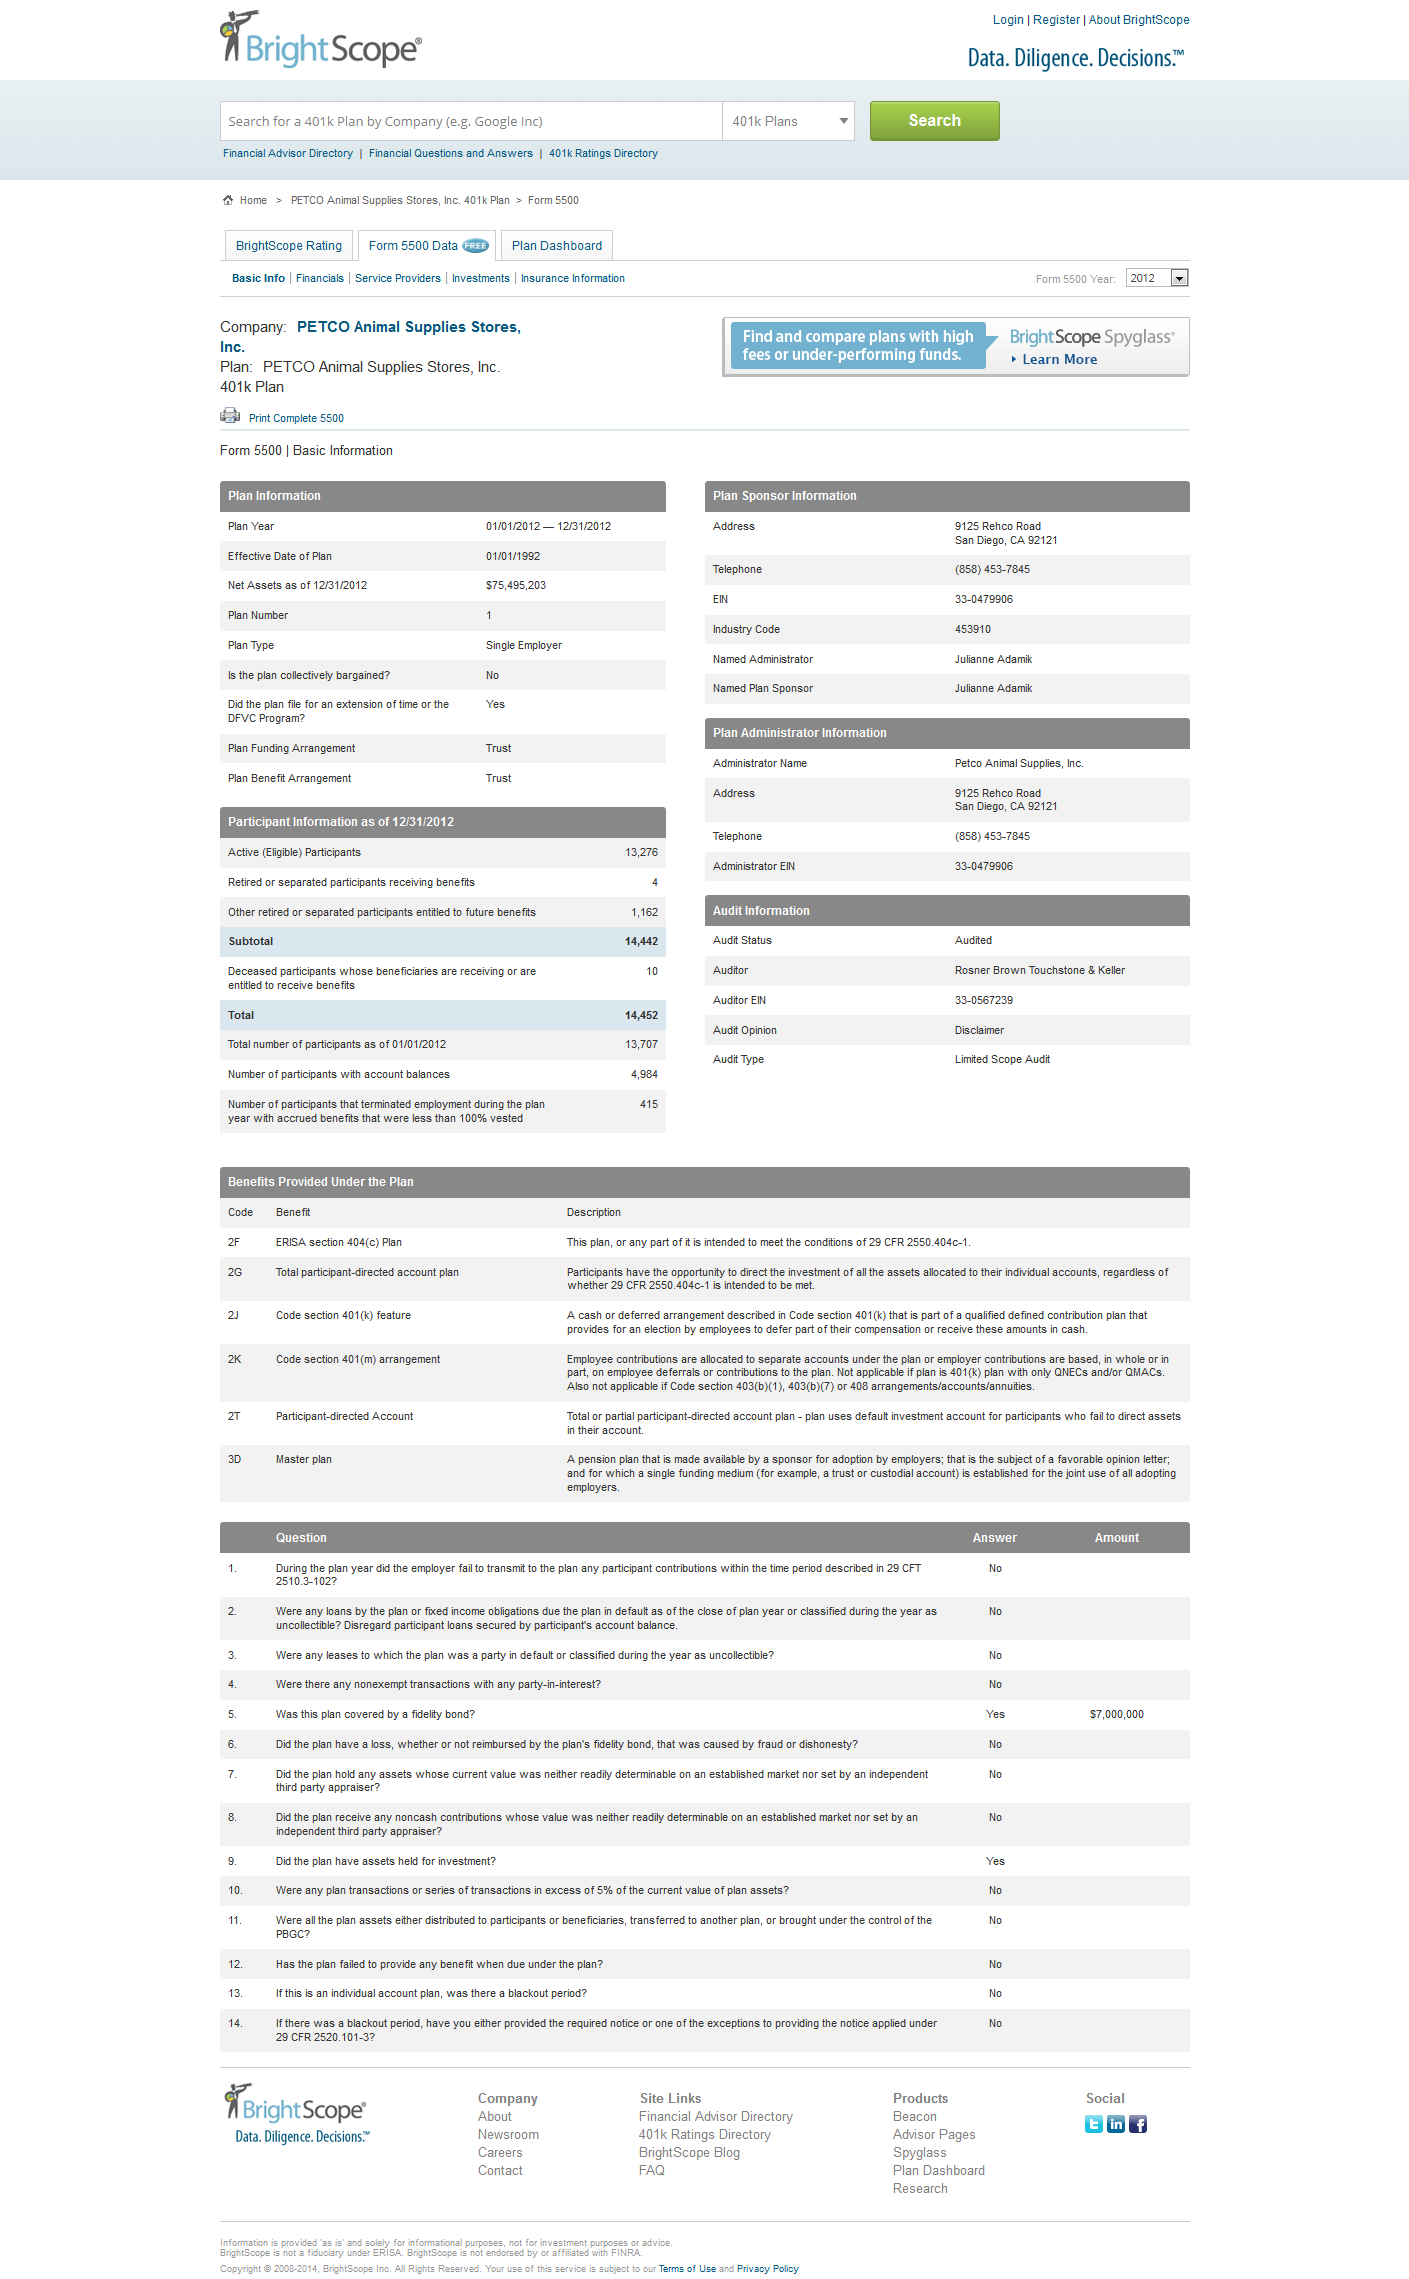 BrightScope®
Login | Register | About BrightScope
Data. Diligence. Decisions.™
Search for a 401k Plan by Company (e.g. Google Inc)
401k Plans
Search
Financial Advisor Directory | Financial Questions and Answers | 401k Ratings Directory
Home > PETCO Animal Supplies Stores, Inc. 401k Plan > Form 5500
BrightScope Rating
Form 5500 Data FREE
Plan Dashboard
Basic Info | Financials | Service Providers | Investments | Insurance Information
Form 5500 Year: 2012
Company: PETCO Animal Supplies Stores,
Inc.
Plan: PETCO Animal Supplies Stores, Inc.
401k Plan
Find and compare plans with high
fees or under-performing funds.
BrightScope Spyglass®
Learn More
Print Complete 5500
Form 5500 | Basic Information
Plan Information
Plan Year 01/01/2012 — 12/31/2012
Effective Date of Plan 01/01/1992
Net Assets as of 12/31/2012 $75,495,203
Plan Number 1
Plan Type Single Employer
Is the plan collectively bargained? No
Did the plan file for an extension of time or the Yes
DFVC Program?
Plan Funding Arrangement Trust
Plan Benefit Arrangement Trust
Participant Information as of 12/31/2012
Active (Eligible) Participants 13,276
Retired or separated participants receiving benefits 4
Other retired or separated participants entitled to future benefits 1,162
Subtotal 14,442
Deceased participants whose beneficiaries are receiving or are 10
entitled to receive benefits
Total 14,452
Total number of participants as of 01/01/2012 13,707
Number of participants with account balances 4,984
Number of participants that terminated employment during the plan 415
year with accrued benefits that were less than 100% vested
Plan Sponsor Information
Address 9125 Rehco Road
San Diego, CA 92121
Telephone (858) 453-7845
EIN 33-0479906
Industry Code 453910
Named Administrator Julianne Adamik
Named Plan Sponsor Julianne Adamik
Plan Administrator Information
Administrator Name Petco Animal Supplies, Inc.
Address 9125 Rehco Road
San Diego, CA 92121
Telephone (858) 453-7845
Administrator EIN 33-0479906
Audit Information
Audit Status Audited
Auditor Rosner Brown Touchstone & Keller
Auditor EIN 33-0567239
Audit Opinion Disclaimer
Audit Type Limited Scope Audit
Benefits Provided Under the Plan
Code Benefit Description
2F ERISA section 404(c) Plan This plan, or any part of it is intended to meet the conditions of 29 CFR 2550.404c-1.
2G Total participant-directed account plan Participants have the opportunity to direct the investment of all the assets allocated to their individual accounts, regardless of
whether 29 CFR 2550.404c-1 is intended to be met.
2J Code section 401(k) feature A cash or deferred arrangement described in Code section 401(k) that is part of a qualified defined contribution plan that
provides for an election by employees to defer part of their compensation or receive these amounts in cash.
2K Code section 401(m) arrangement Employee contributions are allocated to separate accounts under the plan or employer contributions are based, in whole or in
part, on employee deferrals or contributions to the plan. Not applicable if plan is 401(k) plan with only QNECs and/or QMACs.
Also not applicable if Code section 403(b)(1), 403(b)(7) or 408 arrangements/accounts/annuities.
2T Participant-directed Account Total or partial participant-directed account plan - plan uses default investment account for participants who fail to direct assets
in their account.
3D Master plan A pension plan that is made available by a sponsor for adoption by employers; that is the subject of a favorable opinion letter;
and for which a single funding medium (for example, a trust or custodial account) is established for the joint use of all adopting
employers.
Question Answer Amount
1. During the plan year did the employer fail to transmit to the plan any participant contributions within the time period described in 29 CFT No
2510.3-102?
2. Were any loans by the plan or fixed income obligations due the plan in default as of the close of plan year or classified during the year as No
uncollectible? Disregard participant loans secured by participant's account balance.
3. Were any leases to which the plan was a party in default or classified during the year as uncollectible? No
4. Were there any nonexempt transactions with any party-in-interest? No
5. Was this plan covered by a fidelity bond? Yes $7,000,000
6. Did the plan have a loss, whether or not reimbursed by the plan's fidelity bond, that was caused by fraud or dishonesty? No
7. Did the plan hold any assets whose current value was neither readily determinable on an established market nor set by an independent No
third party appraiser?
8. Did the plan receive any noncash contributions whose value was neither readily determinable on an established market nor set by an No
independent third party appraiser?
9. Did the plan have assets held for investment? Yes
10. Were any plan transactions or series of transactions in excess of 5% of the current value of plan assets? No
11. Were all the plan assets either distributed to participants or beneficiaries, transferred to another plan, or brought under the control of the No
PBGC?
12. Has the plan failed to provide any benefit when due under the plan? No
13. If this is an individual account plan, was there a blackout period? No
14. If there was a blackout period, have you either provided the required notice or one of the exceptions to providing the notice applied under No
29 CFR 2520.101-3?
BrightScope®
Data. Diligence. Decisions.™
Company
About
Newsroom
Careers
Contact
Site Links
Financial Advisor Directory
401k Ratings Directory
BrightScope Blog
FAQ
Products
Beacon
Advisor Pages
Spyglass
Plan Dashboard
Research
Social
Information is provided 'as is' and solely for informational purposes, not for investment purposes or advice.
BrightScope is not a fiduciary under ERISA. BrightScope is not endorsed by or affiliated with FINRA.
Copyright © 2008-2014, BrightScope Inc. All Rights Reserved. Your use of this service is subject to our Terms of Use and Privacy Policy